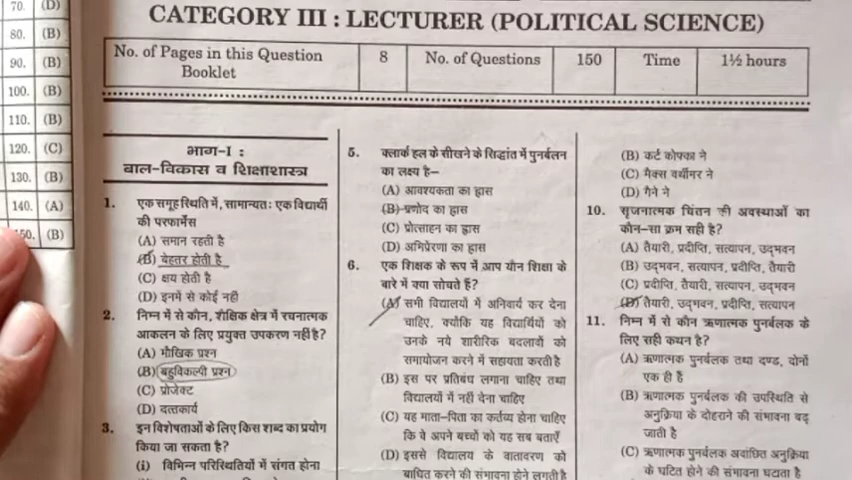 70. (D)
80. (B)
90. (B)
100. (B)
110. (B)
120. (C)
130. (B)
140. (A)
150. (B)
CATEGORY III : LECTURER (POLITICAL SCIENCE)
No. of Pages in this Question Booklet 8 No. of Questions 150 Time 1½ hours
भाग-I :
बाल-विकास व शिक्षाशास्त्र
1. एक समूह स्थिति में, सामान्यतः एक विद्यार्थी
की परफार्मेंस
(A) समान रहती है
(B) बेहतर होती है
(C) क्षय होती है
(D) इनमें से कोई नहीं
2. निम्न में से कौन, शैक्षिक क्षेत्र में रचनात्मक
आकलन के लिए प्रयुक्त उपकरण नहीं है?
(A) मौखिक प्रश्न
(B) बहुविकल्पी प्रश्न
(C) प्रोजेक्ट
(D) दत्तकार्य
3. इन विशेषताओं के लिए किस शब्द का प्रयोग
किया जा सकता है?
(i) विभिन्न परिस्थितियों में संगत होना
5. क्लार्क हल के सीखने के सिद्धांत में पुनर्बलन
का लक्ष्य है–
(A) आवश्यकता का ह्रास
(B) प्रणोद का ह्रास
(C) प्रोत्साहन का ह्रास
(D) अभिप्रेरणा का ह्रास
6. एक शिक्षक के रूप में आप यौन शिक्षा के
बारे में क्या सोचते हैं?
(A) सभी विद्यालयों में अनिवार्य कर देना
चाहिए, क्योंकि यह विद्यार्थियों को
उनके नये शारीरिक बदलावों को
समायोजन करने में सहायता करती है
(B) इस पर प्रतिबंध लगाना चाहिए तथा
विद्यालयों में नहीं देना चाहिए
(C) यह माता-पिता का कर्तव्य होना चाहिए
कि वे अपने बच्चों को यह सब बताएँ
(D) इससे विद्यालय के वातावरण को
बाधित करने की संभावना होने लगती है
(B) कर्ट कोफ्का ने
(C) मैक्स वर्थीमर ने
(D) गैने ने
10. सृजनात्मक चिंतन की अवस्थाओं का
कौन-सा क्रम सही है?
(A) तैयारी, प्रदीप्ति, सत्यापन, उद्भवन
(B) उद्भवन, सत्यापन, प्रदीप्ति, तैयारी
(C) प्रदीप्ति, तैयारी, सत्यापन, उद्भवन
(D) तैयारी, उद्भवन, प्रदीप्ति, सत्यापन
11. निम्न में से कौन ऋणात्मक पुनर्बलक के
लिए सही कथन है?
(A) ऋणात्मक पुनर्बलक तथा दण्ड, दोनों
एक ही हैं
(B) ऋणात्मक पुनर्बलक की उपस्थिति से
अनुक्रिया के दोहराने की संभावना बढ़
जाती है
(C) ऋणात्मक पुनर्बलक अवांछित अनुक्रिया
के घटित होने की संभावना घटाता है